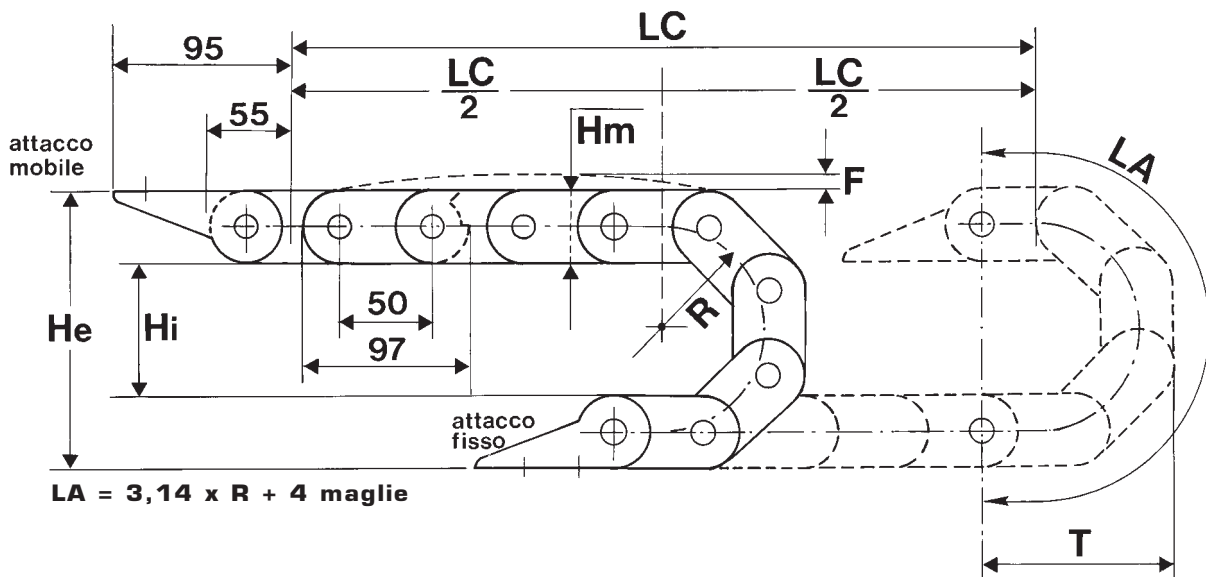 LC
95
LC
2
LC
2
55
Hm
attacco
mobile
F
LA
R
He
Hi
50
97
attacco
fisso
LA = 3,14 x R + 4 maglie
T